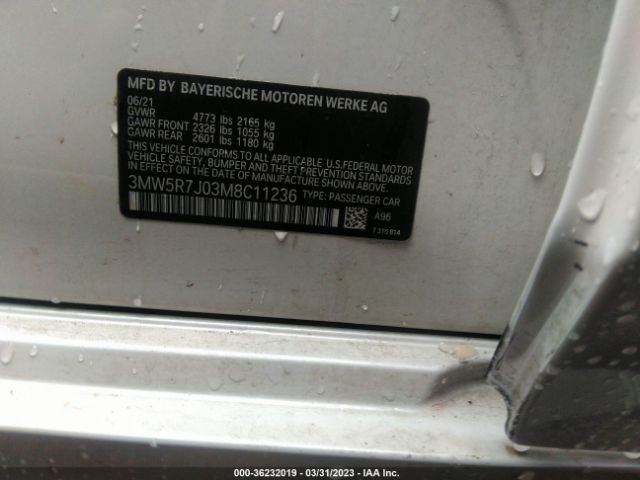 MFD BY BAYERISCHE MOTOREN WERKE AG
06/21
GVWR 4773 lbs 2165 kg
GAWR FRONT 2326 lbs 1055 kg
GAWR REAR 2601 lbs 1180 kg
THIS VEHICLE CONFORMS TO ALL APPLICABLE U.S.FEDERAL MOTOR
VEHICLE SAFETY, BUMPER AND THEFT PREVENTION STANDARDS
IN EFFECT ON THE DATE OF MANUFACTURE SHOWN ABOVE.
3MW5R7J03M8C11236 TYPE: PASSENGER CAR
A96
7 315 814
000-36232019 - 03/31/2023 - IAA Inc.